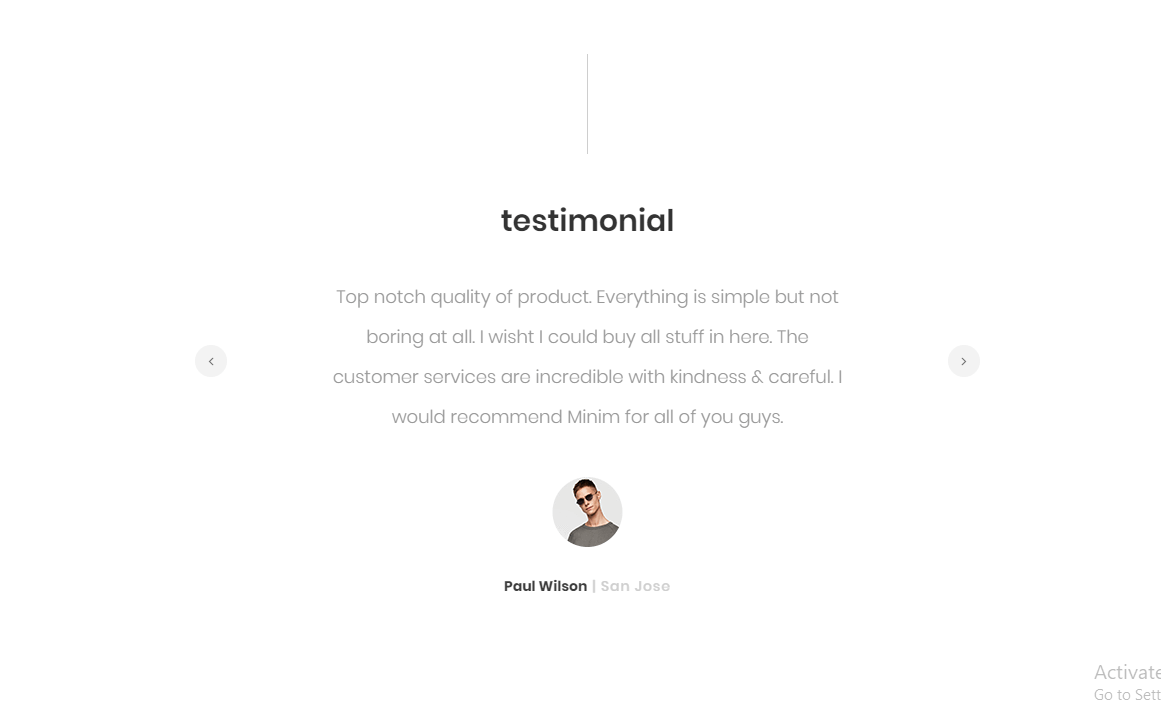 testimonial
Top notch quality of product. Everything is simple but not
boring at all. I wisht I could buy all stuff in here. The
customer services are incredible with kindness & careful. I
would recommend Minim for all of you guys.
Paul Wilson | San Jose
Activate
Go to Sett